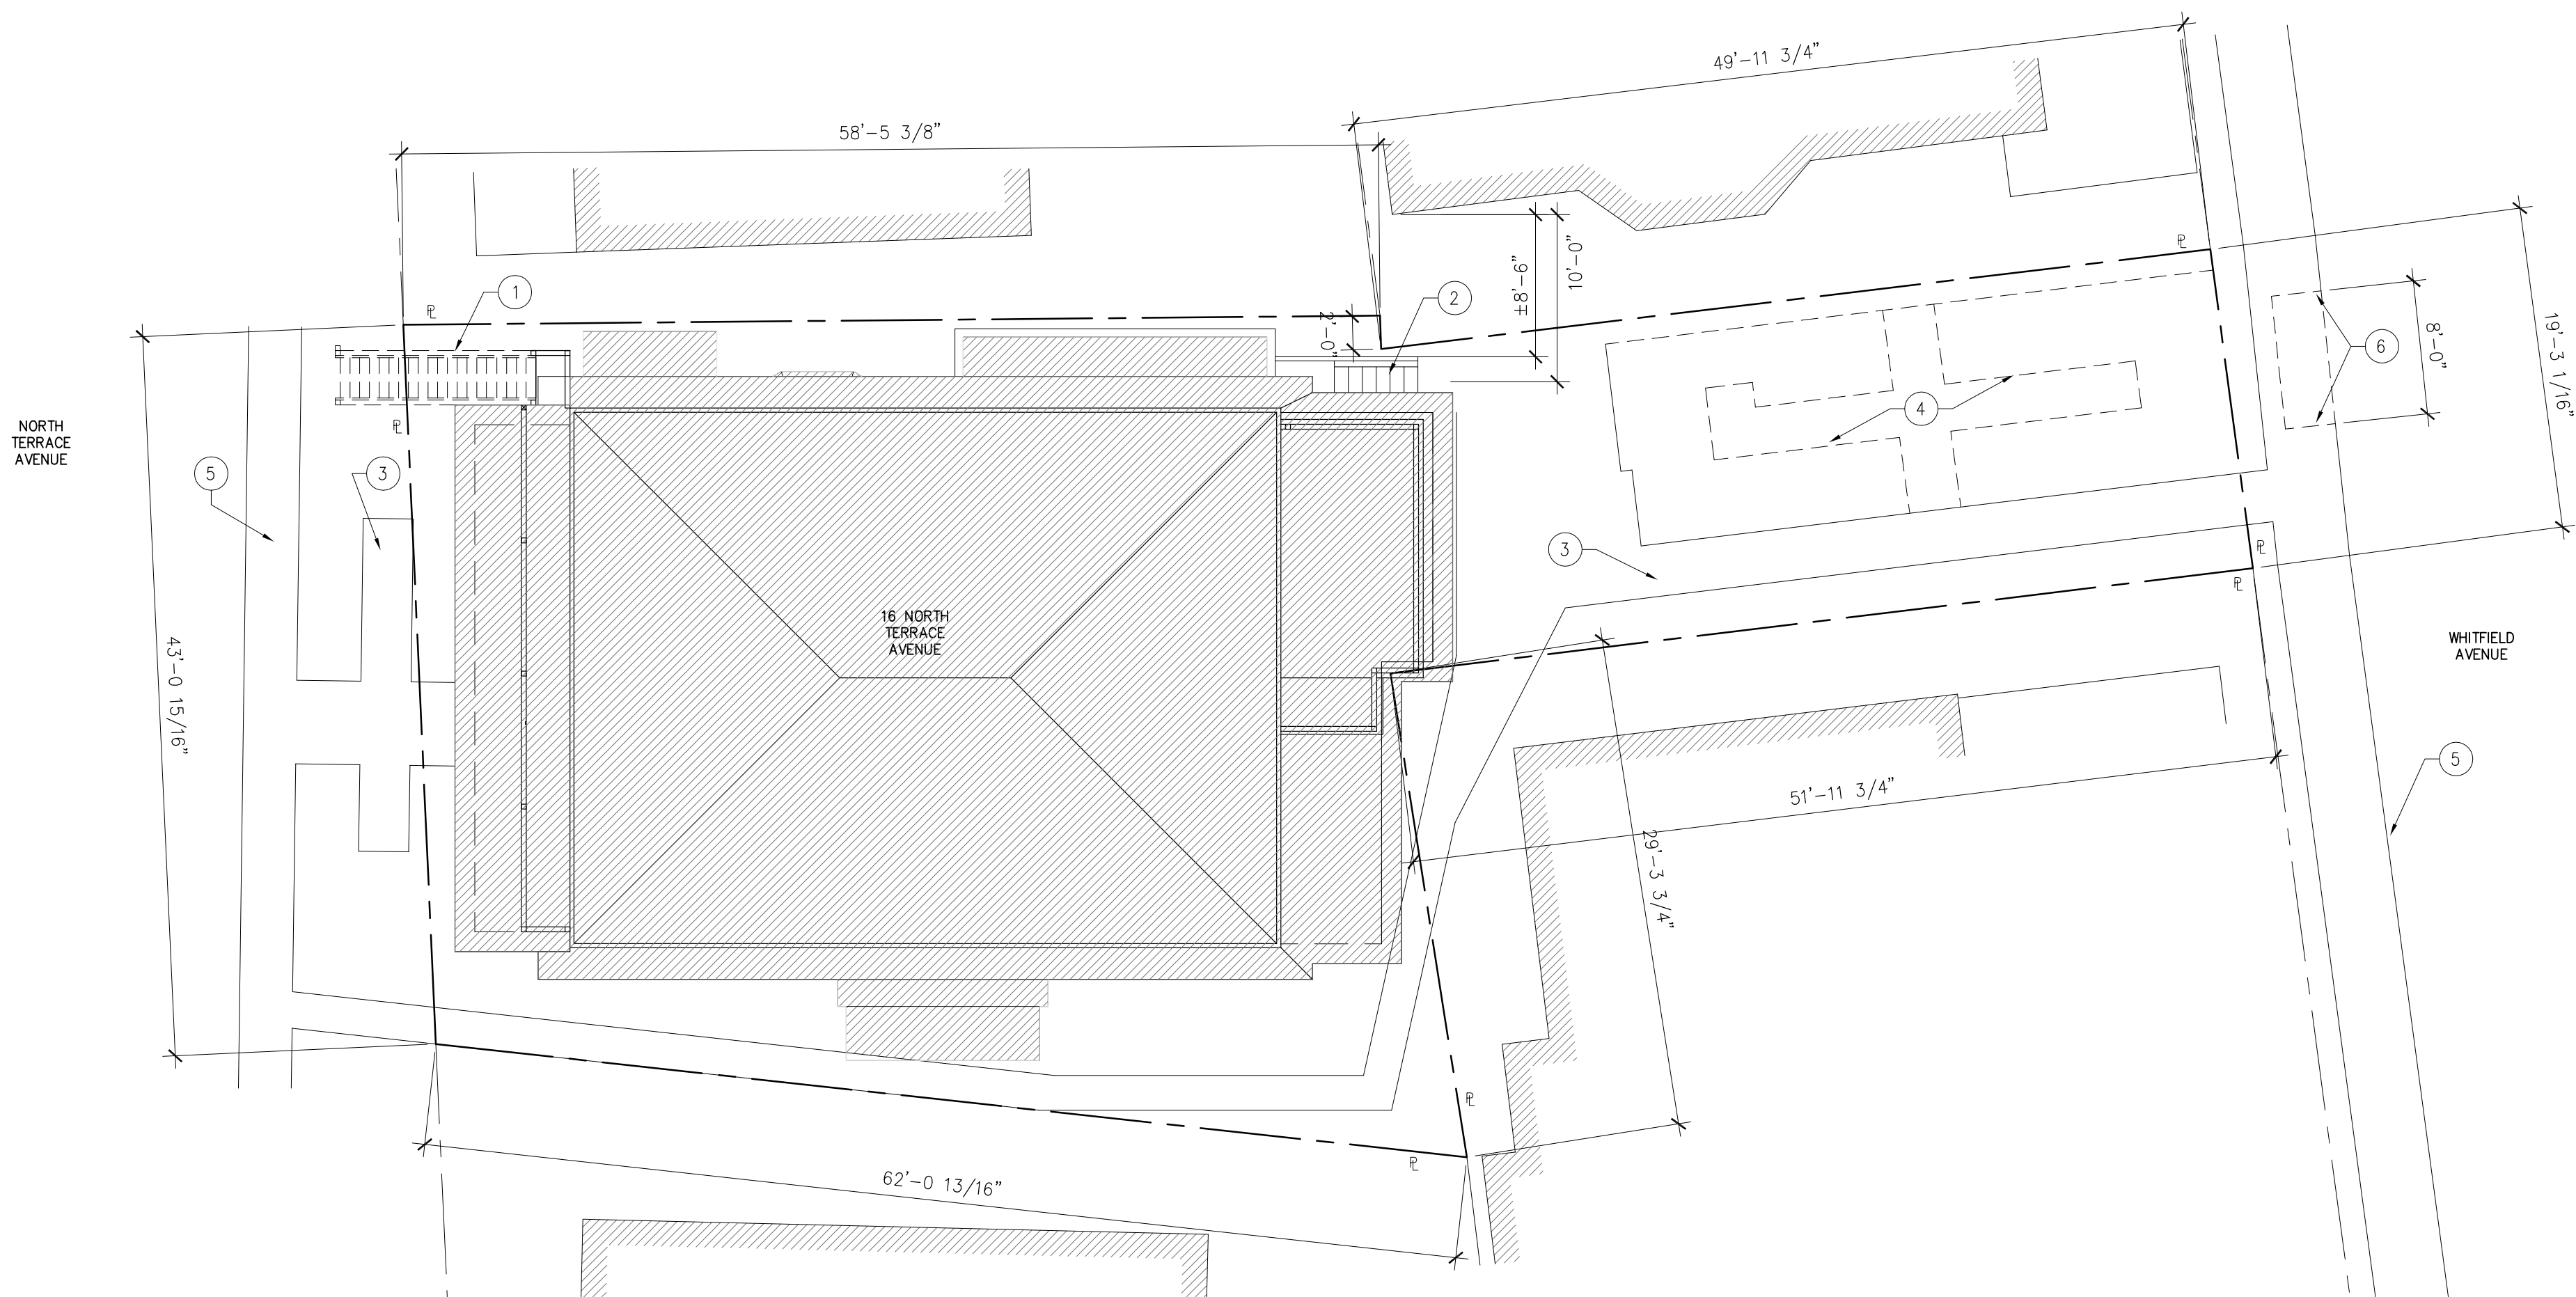 49'-11 3/4"
58'-5 3/8"
±8'-6"
10'-0"
2'-0"
1
2
PL
PL
PL
6
8'-0"
19'-3 1/16"
4
NORTH
TERRACE
AVENUE
5
3
3
PL
PL
16 NORTH
TERRACE
AVENUE
WHITFIELD
AVENUE
43'-0 15/16"
5
51'-11 3/4"
29'-3 3/4"
PL
PL
62'-0 13/16"